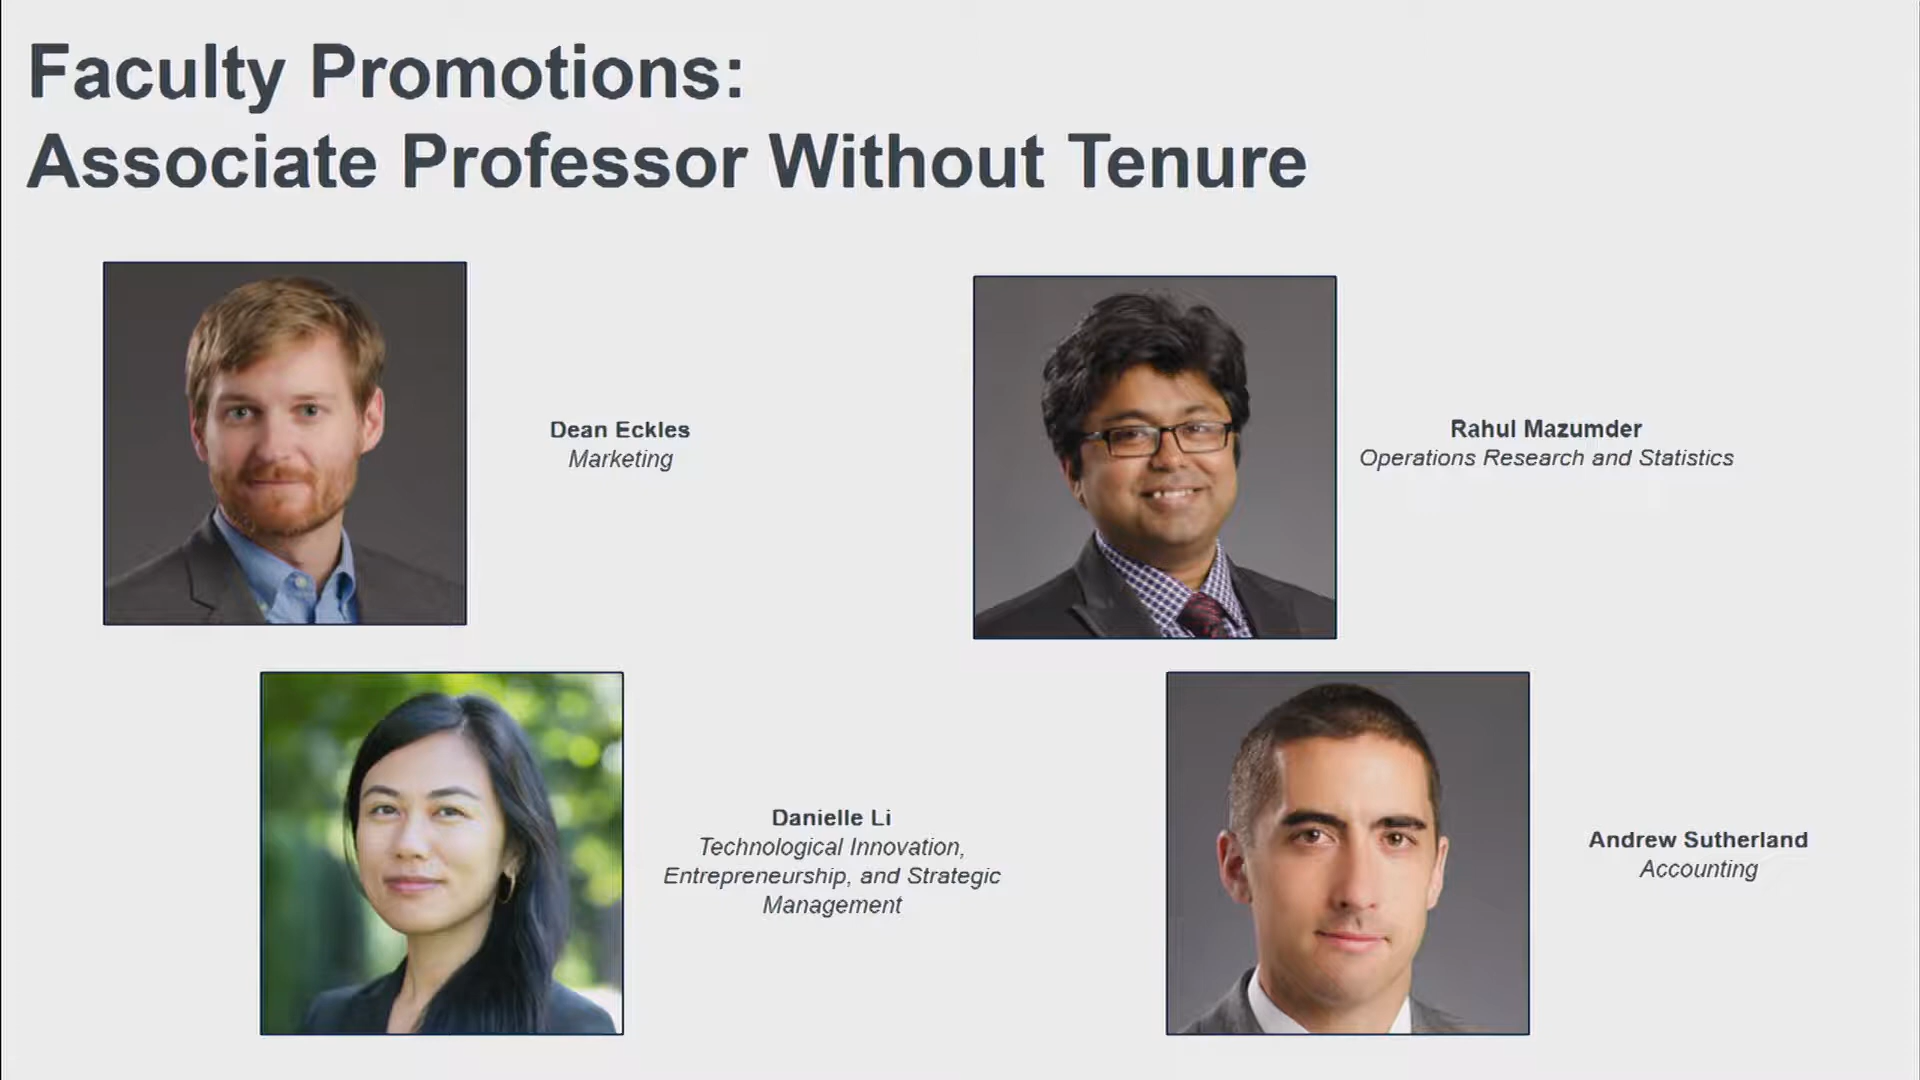 Faculty Promotions:
Associate Professor Without Tenure
Dean Eckles
Marketing
Rahul Mazumder
Operations Research and Statistics
Danielle Li
Technological Innovation,
Entrepreneurship, and Strategic
Management
Andrew Sutherland
Accounting